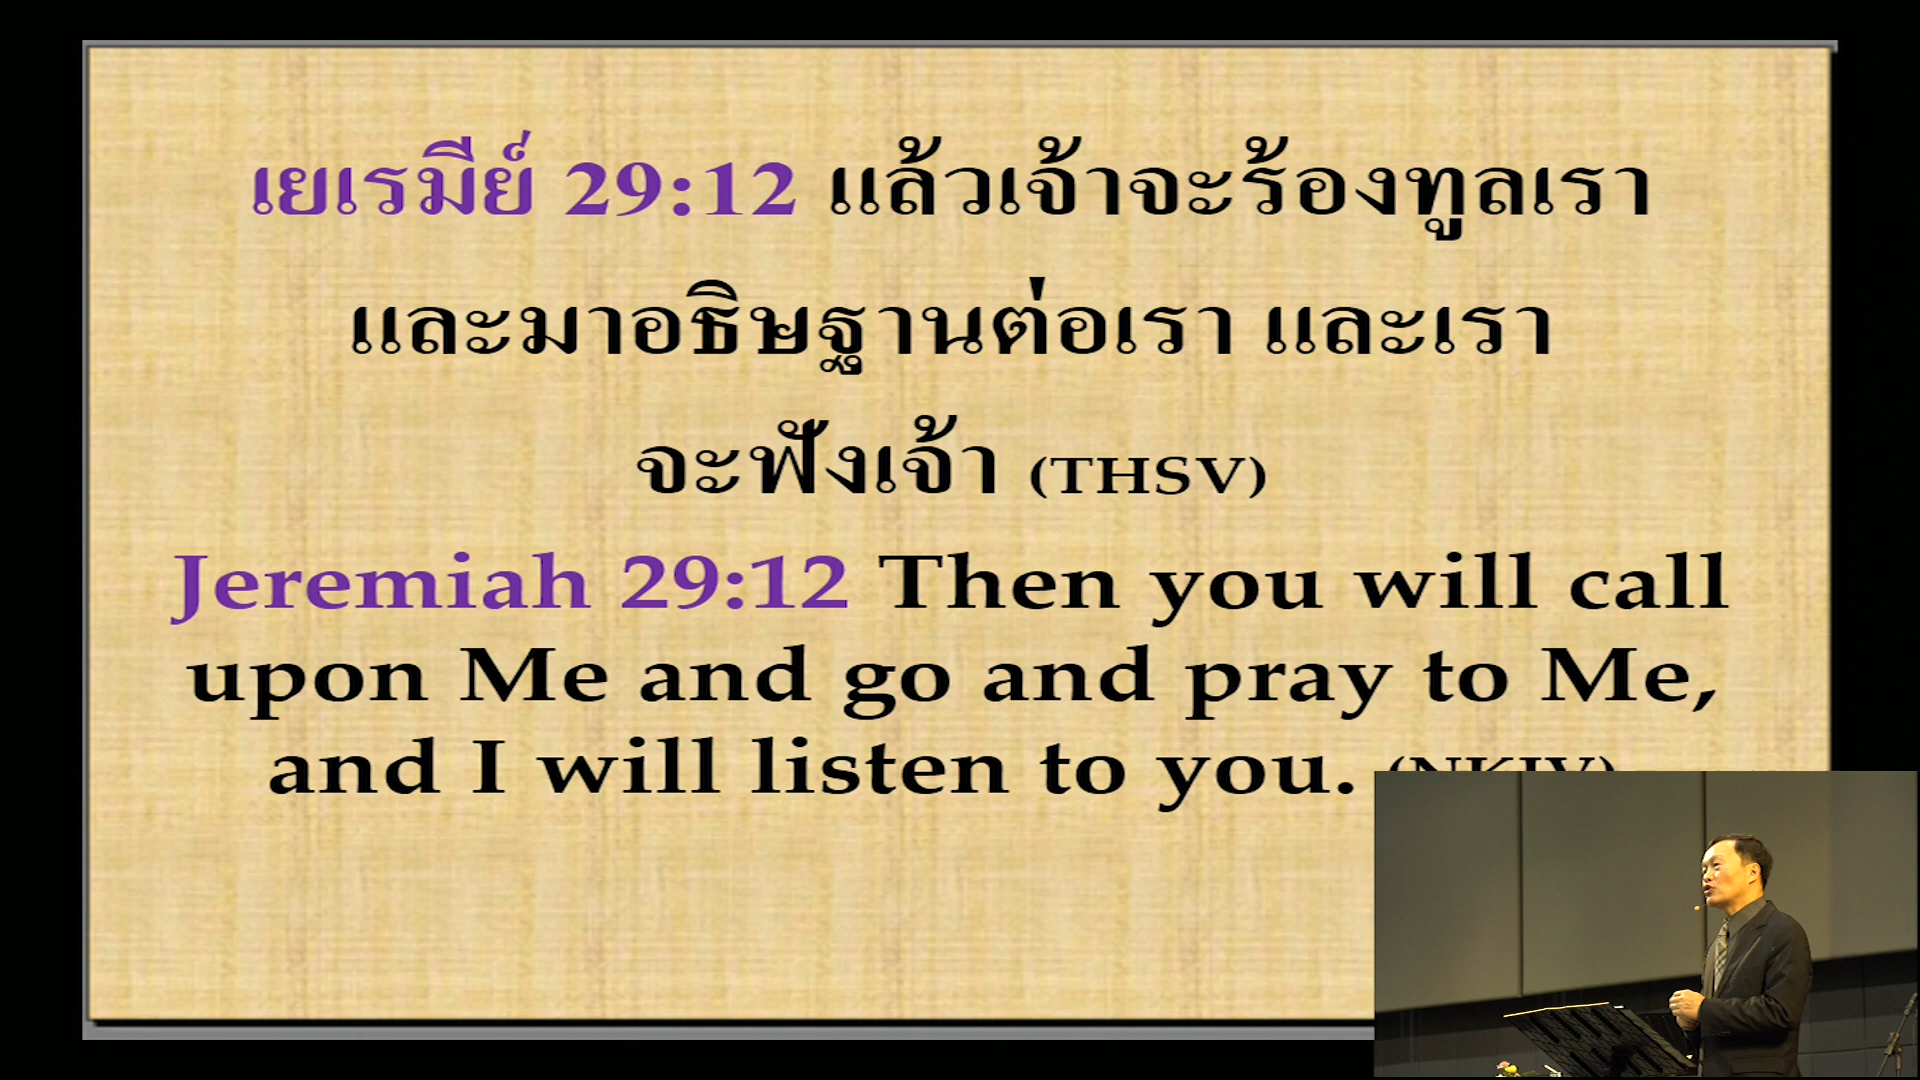 เยเรมีย์ 29:12 แล้วเจ้าจะร้องทูลเรา
และมาอธิษฐานต่อเรา และเรา
จะฟังเจ้า (THSV)
Jeremiah 29:12 Then you will call
upon Me and go and pray to Me,
and I will listen to you. (NKJV)